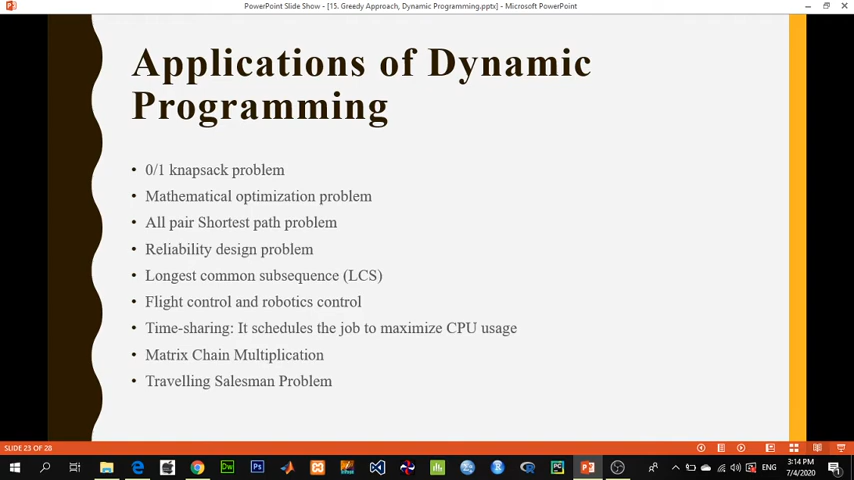 PowerPoint Slide Show - [15. Greedy Approach, Dynamic Programming.pptx] - Microsoft PowerPoint
Applications of Dynamic
Programming
• 0/1 knapsack problem
• Mathematical optimization problem
• All pair Shortest path problem
• Reliability design problem
• Longest common subsequence (LCS)
• Flight control and robotics control
• Time-sharing: It schedules the job to maximize CPU usage
• Matrix Chain Multiplication
• Travelling Salesman Problem
SLIDE 23 OF 28
Dw
Ps
PC
ENG
3:14 PM
7/4/2020